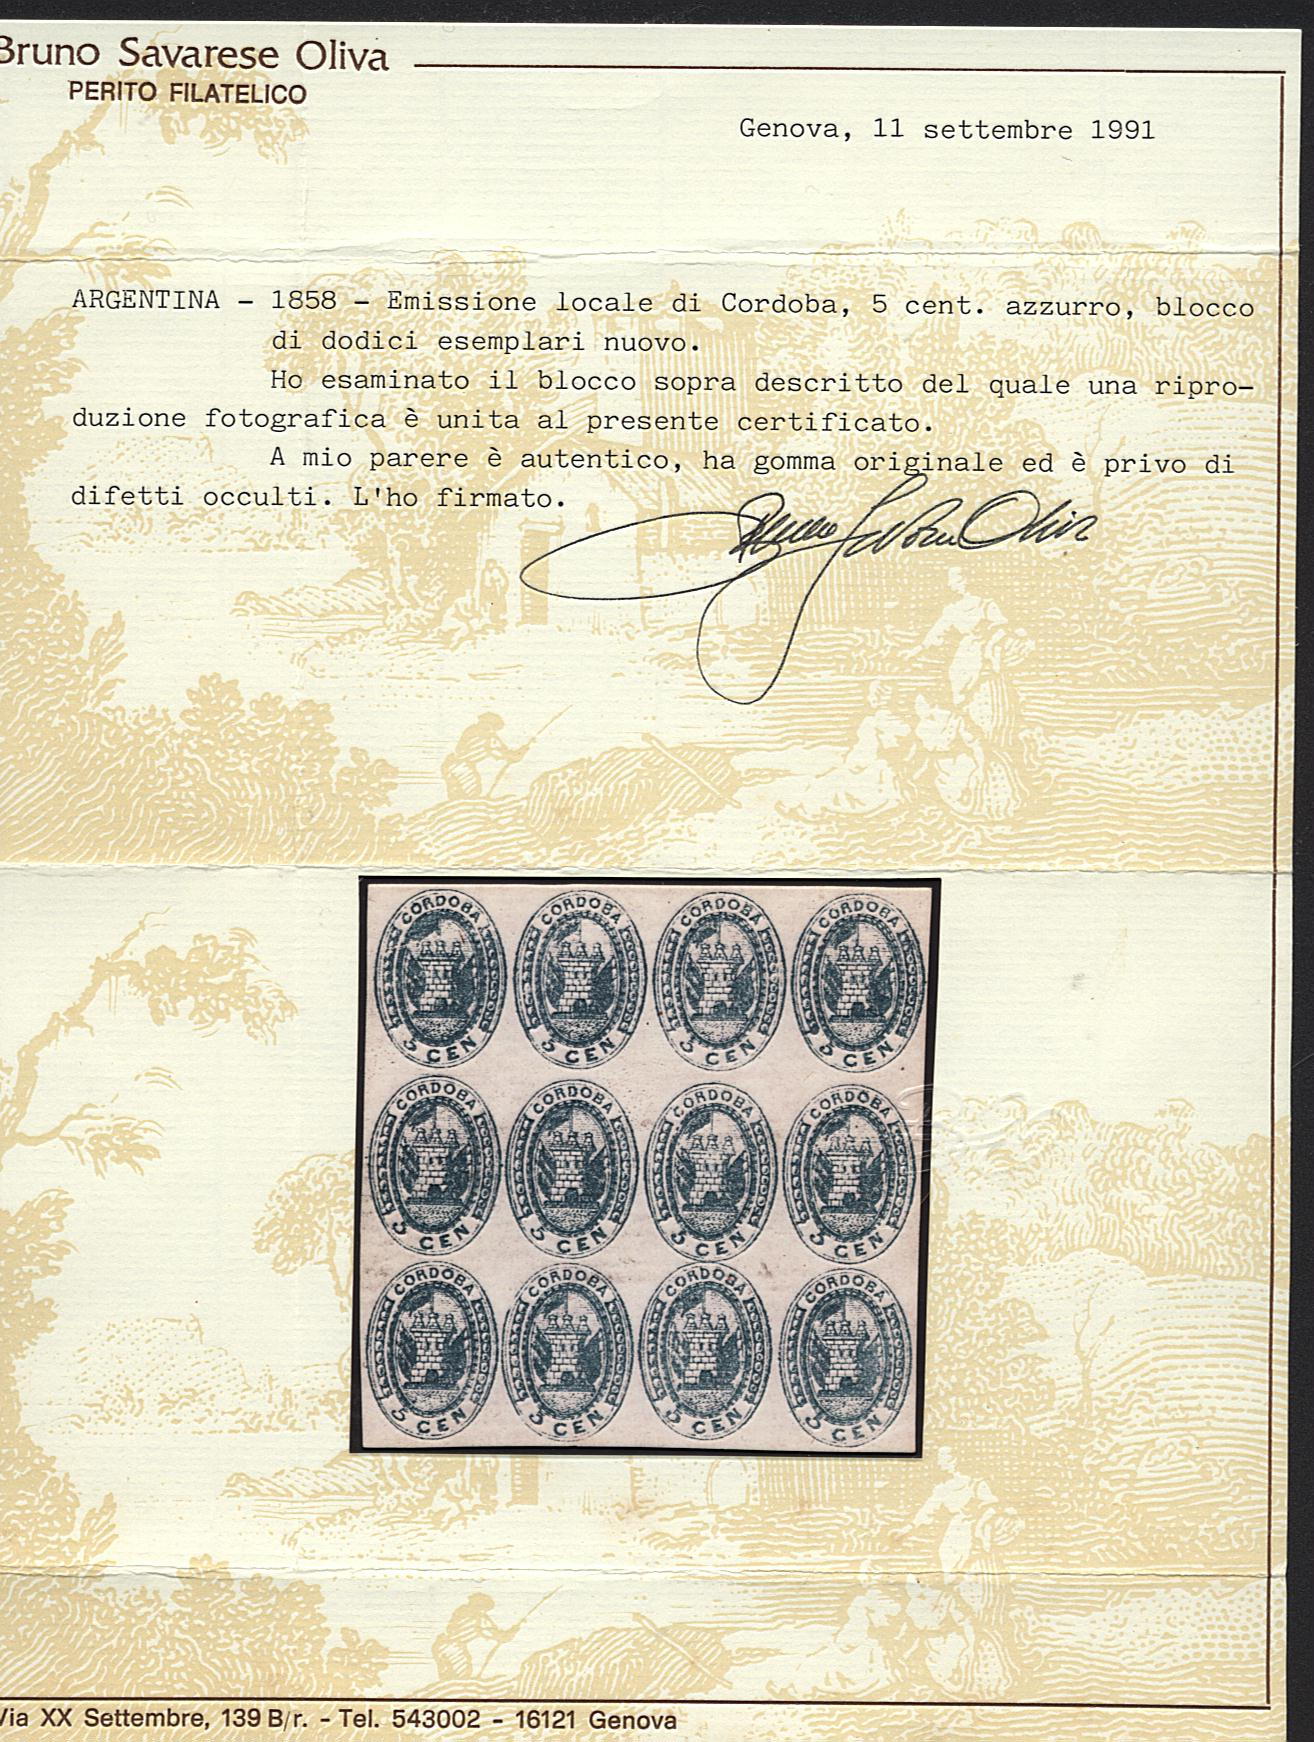 Bruno Savarese Oliva
PERITO FILATELICO
Genova, 11 settembre 1991
ARGENTINA - 1858 - Emissione locale di Cordoba, 5 cent. azzurro, blocco
di dodici esemplari nuovo.
Ho esaminato il blocco sopra descritto del quale una ripro-
duzione fotografica è unita al presente certificato.
A mio parere è autentico, ha gomma originale ed è privo di
difetti occulti. L'ho firmato.
Bruno Savarese Oliva
CORDOBA CORDOBA CORDOBA CORDOBA
5 CEN 5 CEN 5 CEN 5 CEN
CORDOBA CORDOBA CORDOBA CORDOBA
5 CEN 5 CEN 5 CEN 5 CEN
CORDOBA CORDOBA CORDOBA CORDOBA
5 CEN 5 CEN 5 CEN 5 CEN
Via XX Settembre, 139 B/r. - Tel. 543002 - 16121 Genova